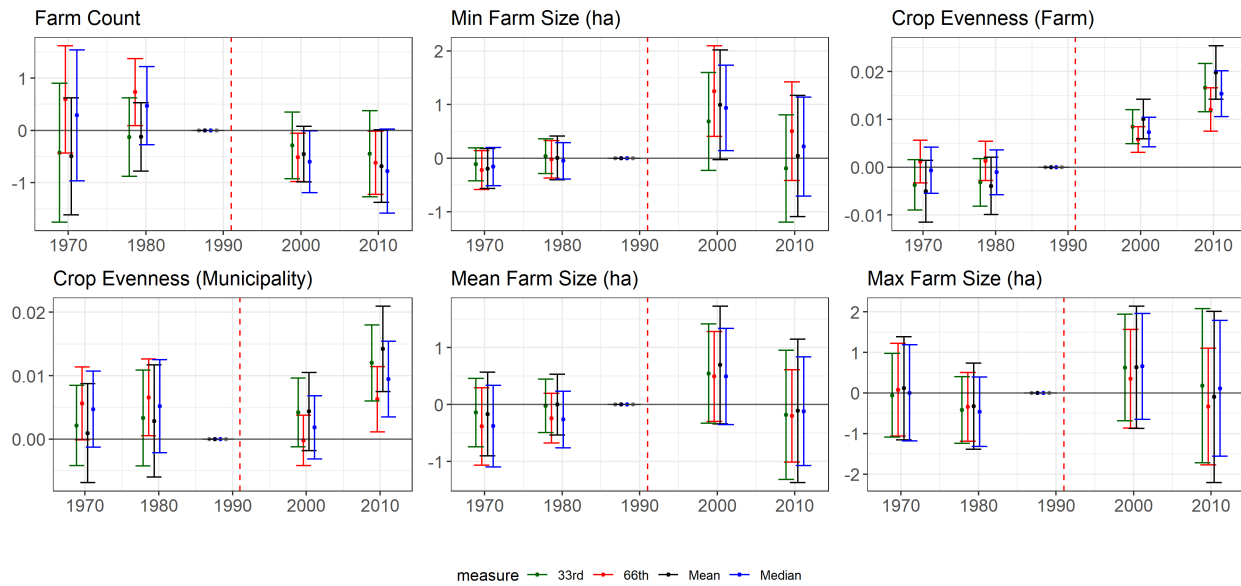 Farm Count
1
0
-1
1970 1980 1990 2000 2010
Min Farm Size (ha)
2
1
0
-1
1970 1980 1990 2000 2010
Crop Evenness (Farm)
0.02
0.01
0.00
-0.01
1970 1980 1990 2000 2010
Crop Evenness (Municipality)
0.02
0.01
0.00
1970 1980 1990 2000 2010
Mean Farm Size (ha)
1
0
-1
1970 1980 1990 2000 2010
Max Farm Size (ha)
2
1
0
-1
-2
1970 1980 1990 2000 2010
measure 33rd 66th Mean Median